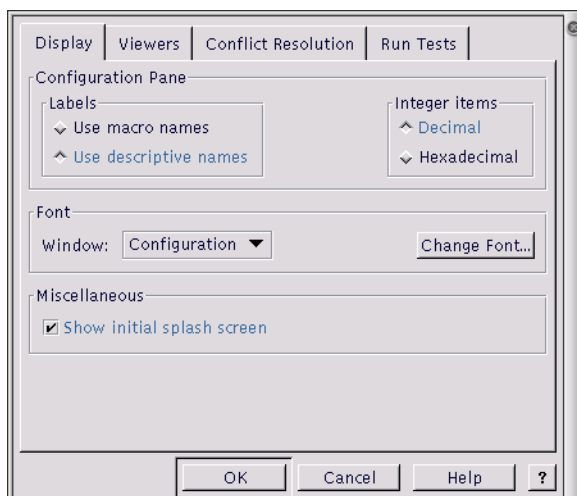 Display Viewers Conflict Resolution Run Tests
Configuration Pane
Labels
Use macro names
Use descriptive names
Integer items
Decimal
Hexadecimal
Font
Window: Configuration Change Font...
Miscellaneous
Show initial splash screen
OK Cancel Help ?